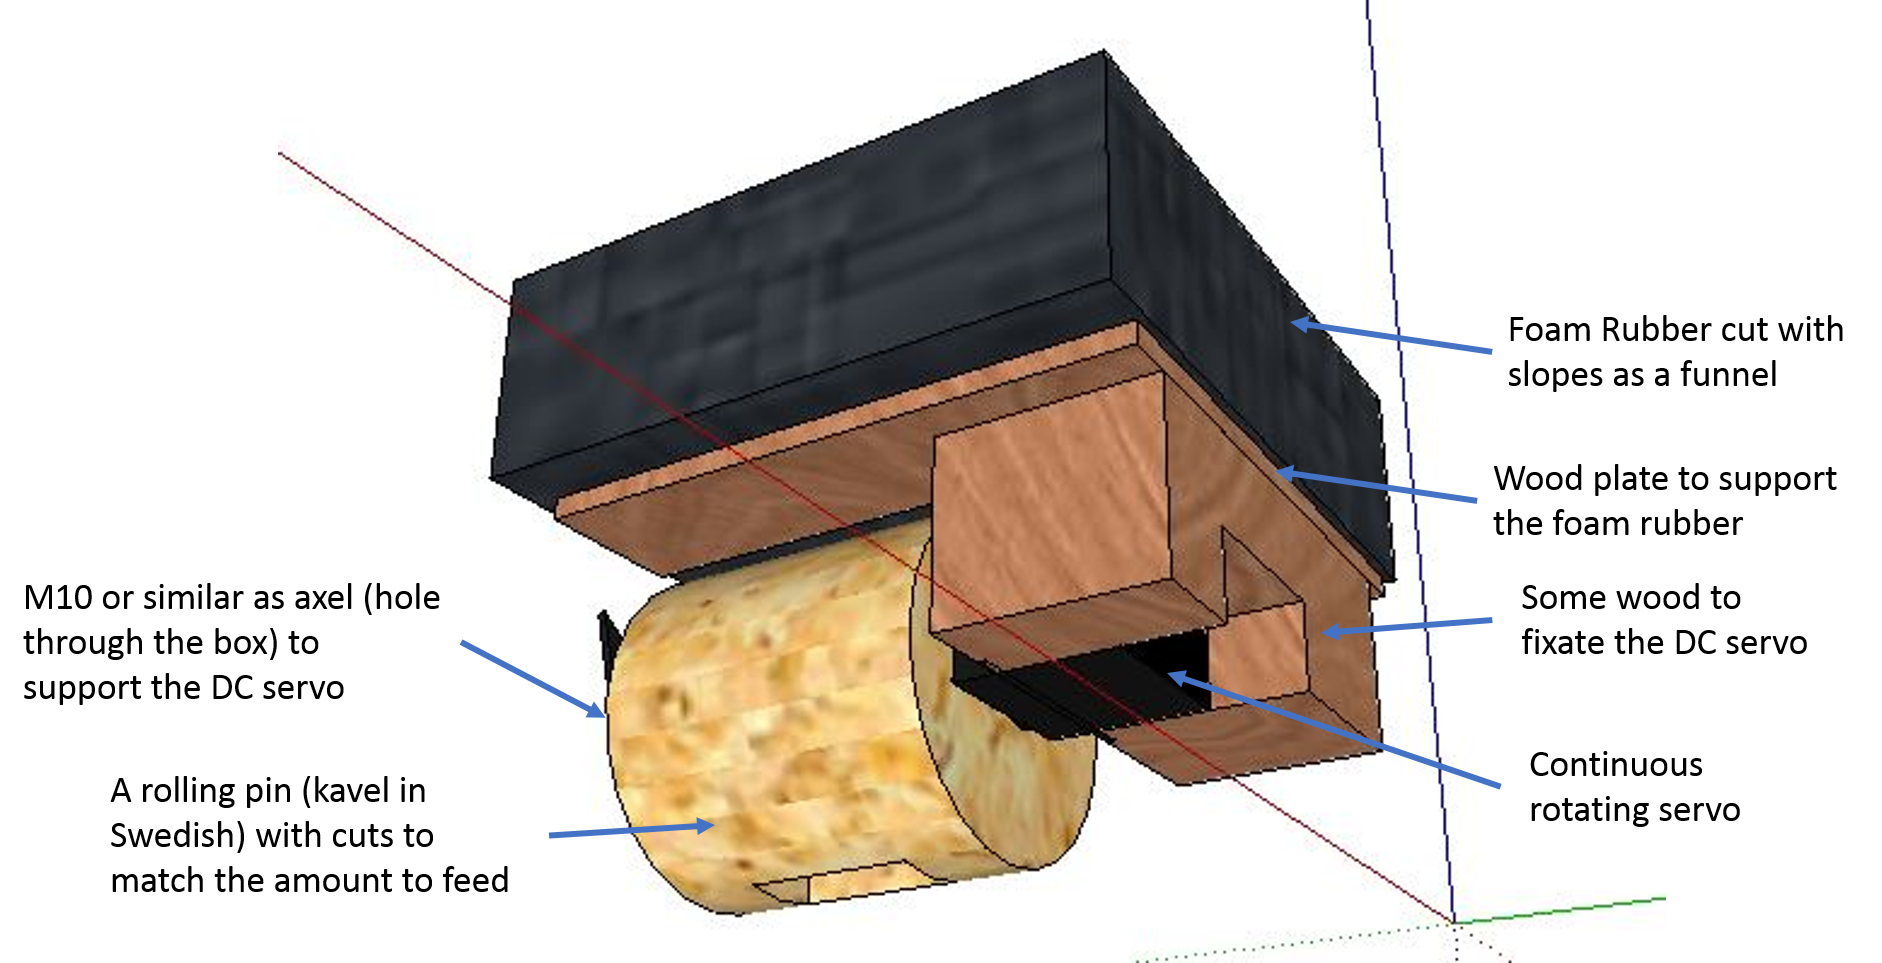 Foam Rubber cut with
slopes as a funnel
Wood plate to support
the foam rubber
M10 or similar as axel (hole
through the box) to
support the DC servo
Some wood to
fixate the DC servo
A rolling pin (kavel in
Swedish) with cuts to
match the amount to feed
Continuous
rotating servo